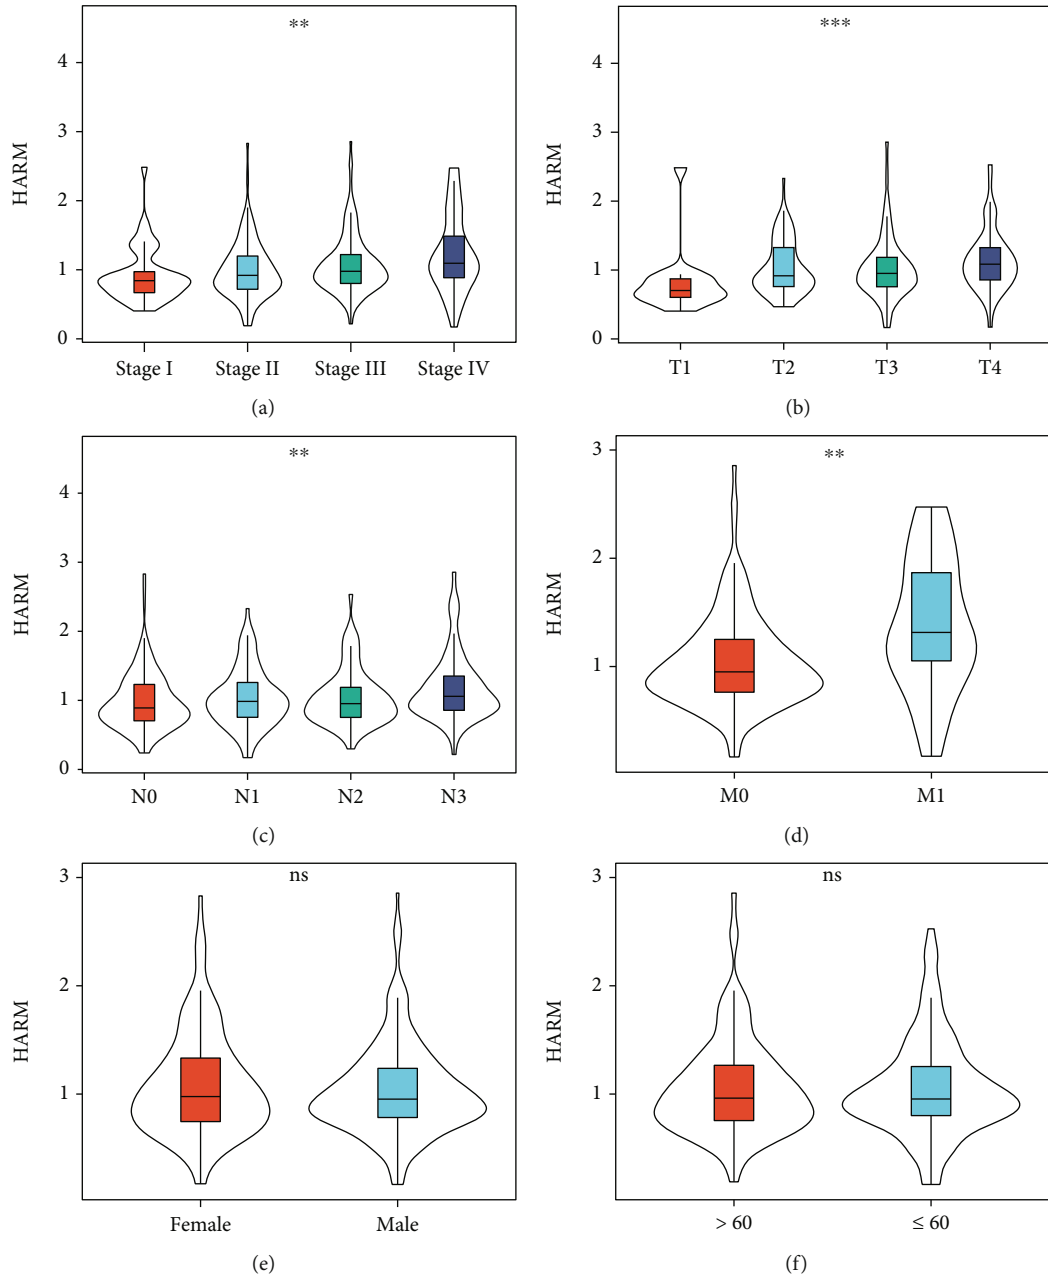 **
4
3
2
1
0
HARM
Stage I
Stage II
Stage III
Stage IV
(a)
***
4
3
2
1
0
HARM
T1
T2
T3
T4
(b)
**
4
3
2
1
0
HARM
N0
N1
N2
N3
(c)
**
3
2
1
HARM
M0
M1
(d)
ns
3
2
1
HARM
Female
Male
(e)
ns
3
2
1
HARM
> 60
≤ 60
(f)